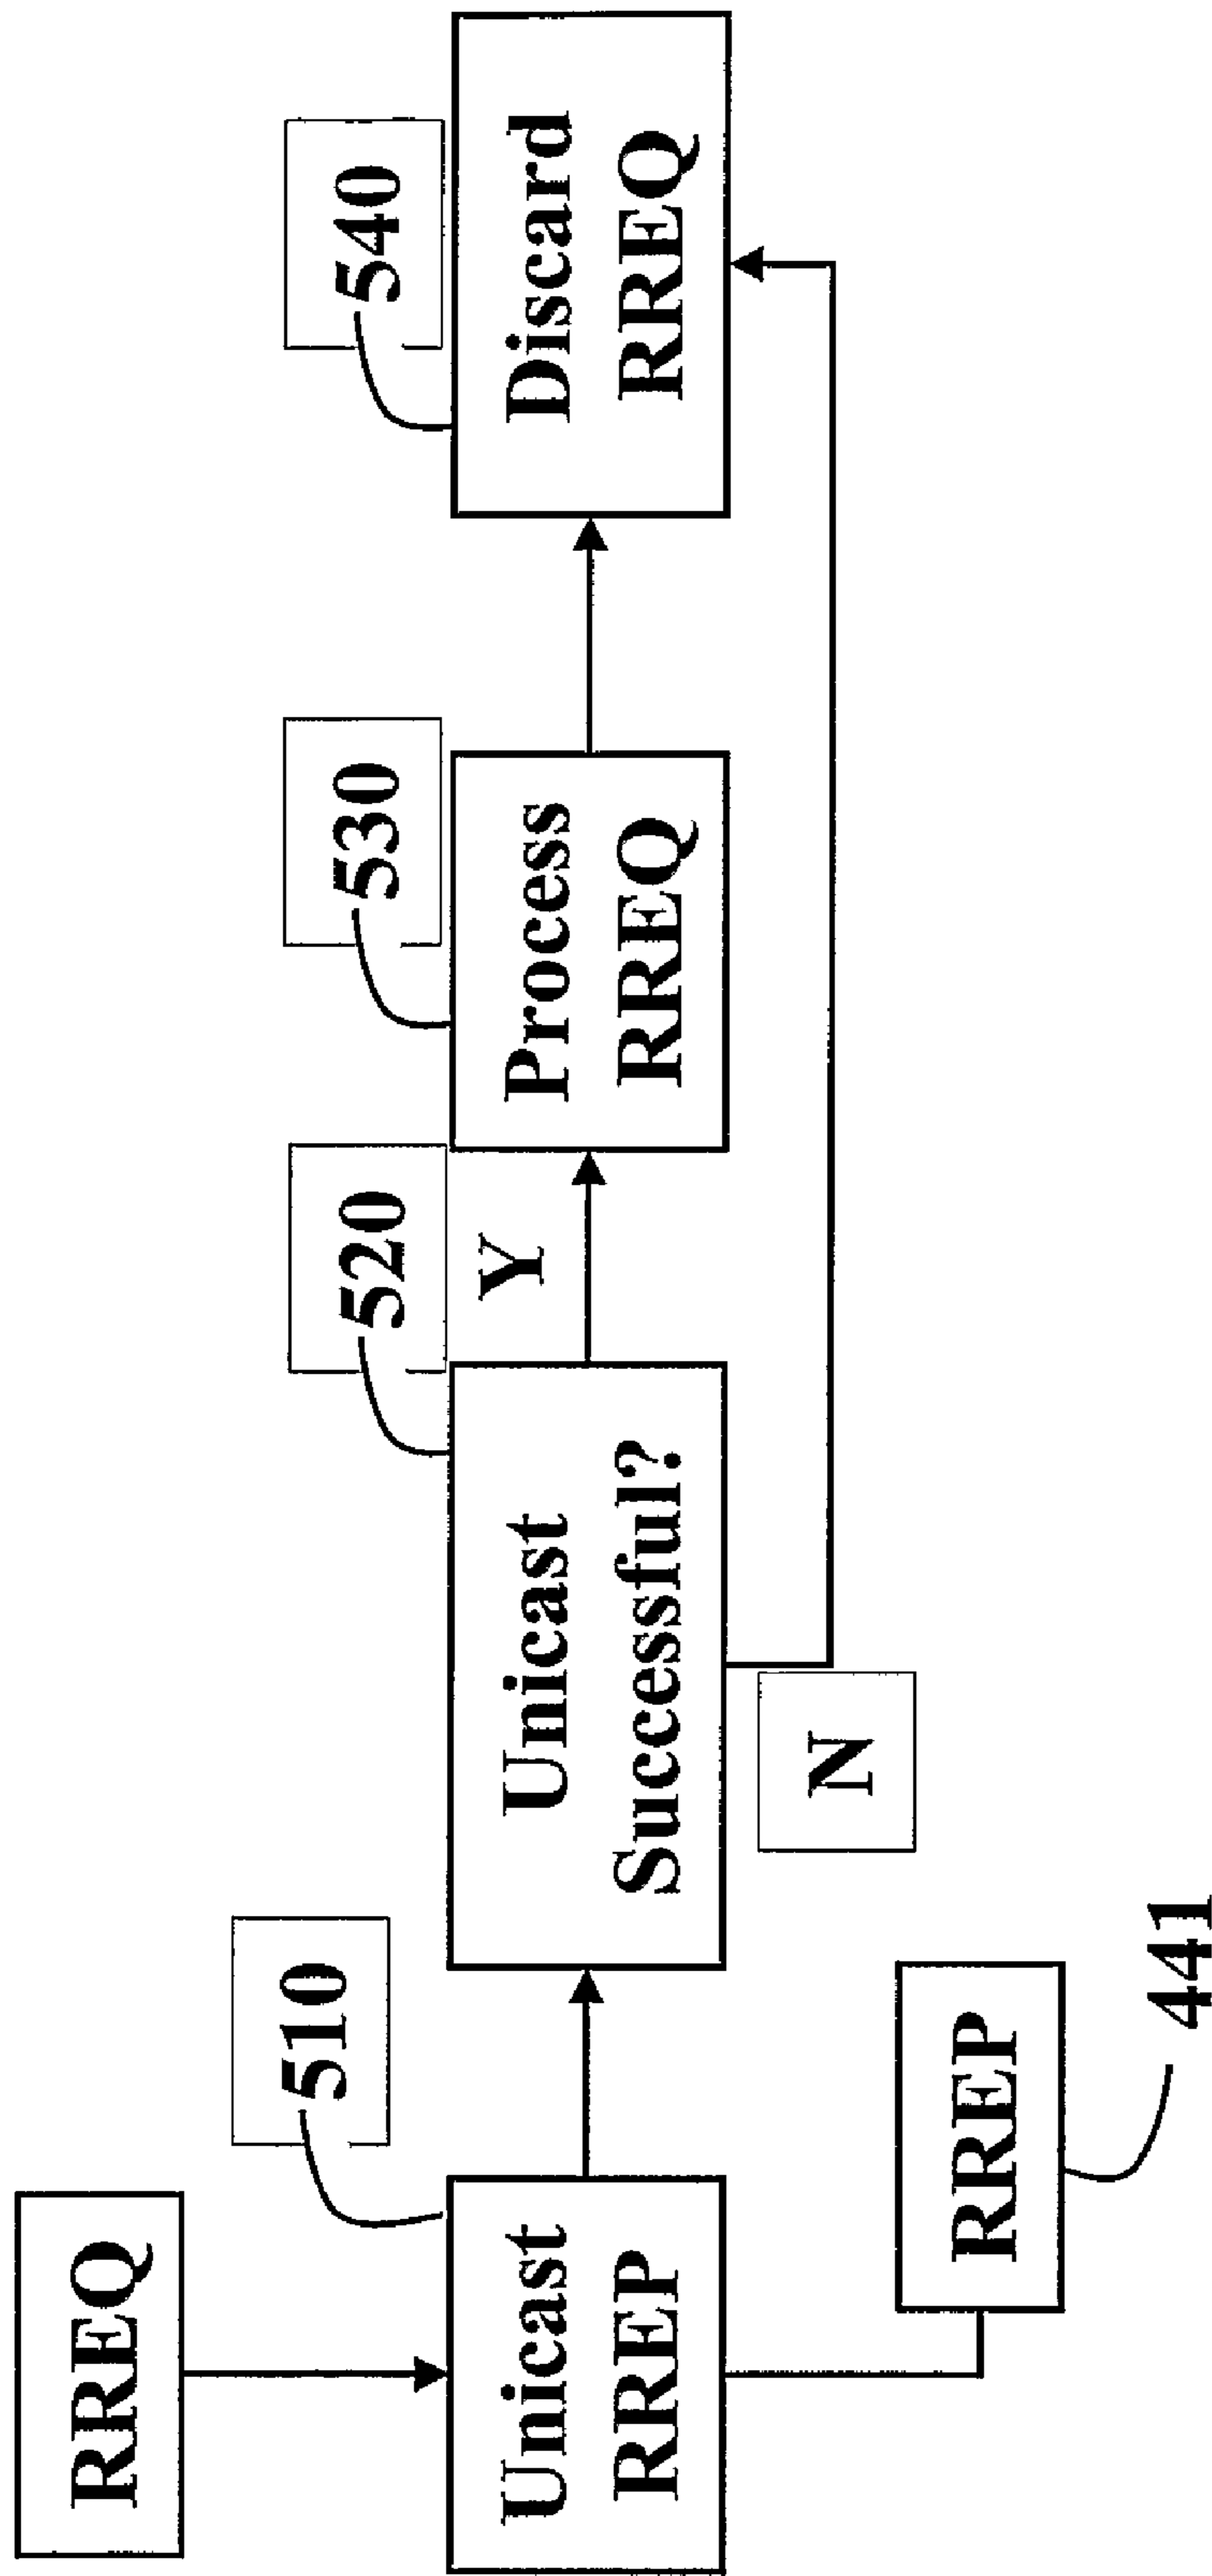 RREQ
510
Unicast
RREP
RREP
441
520
Unicast
Successful?
Y
N
530
Process
RREQ
540
Discard
RREQ